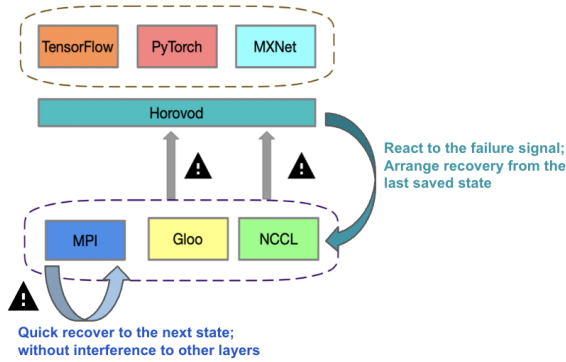 TensorFlow
PyTorch
MXNet
Horovod
React to the failure signal;
Arrange recovery from the
last saved state
MPI
Gloo
NCCL
Quick recover to the next state;
without interference to other layers